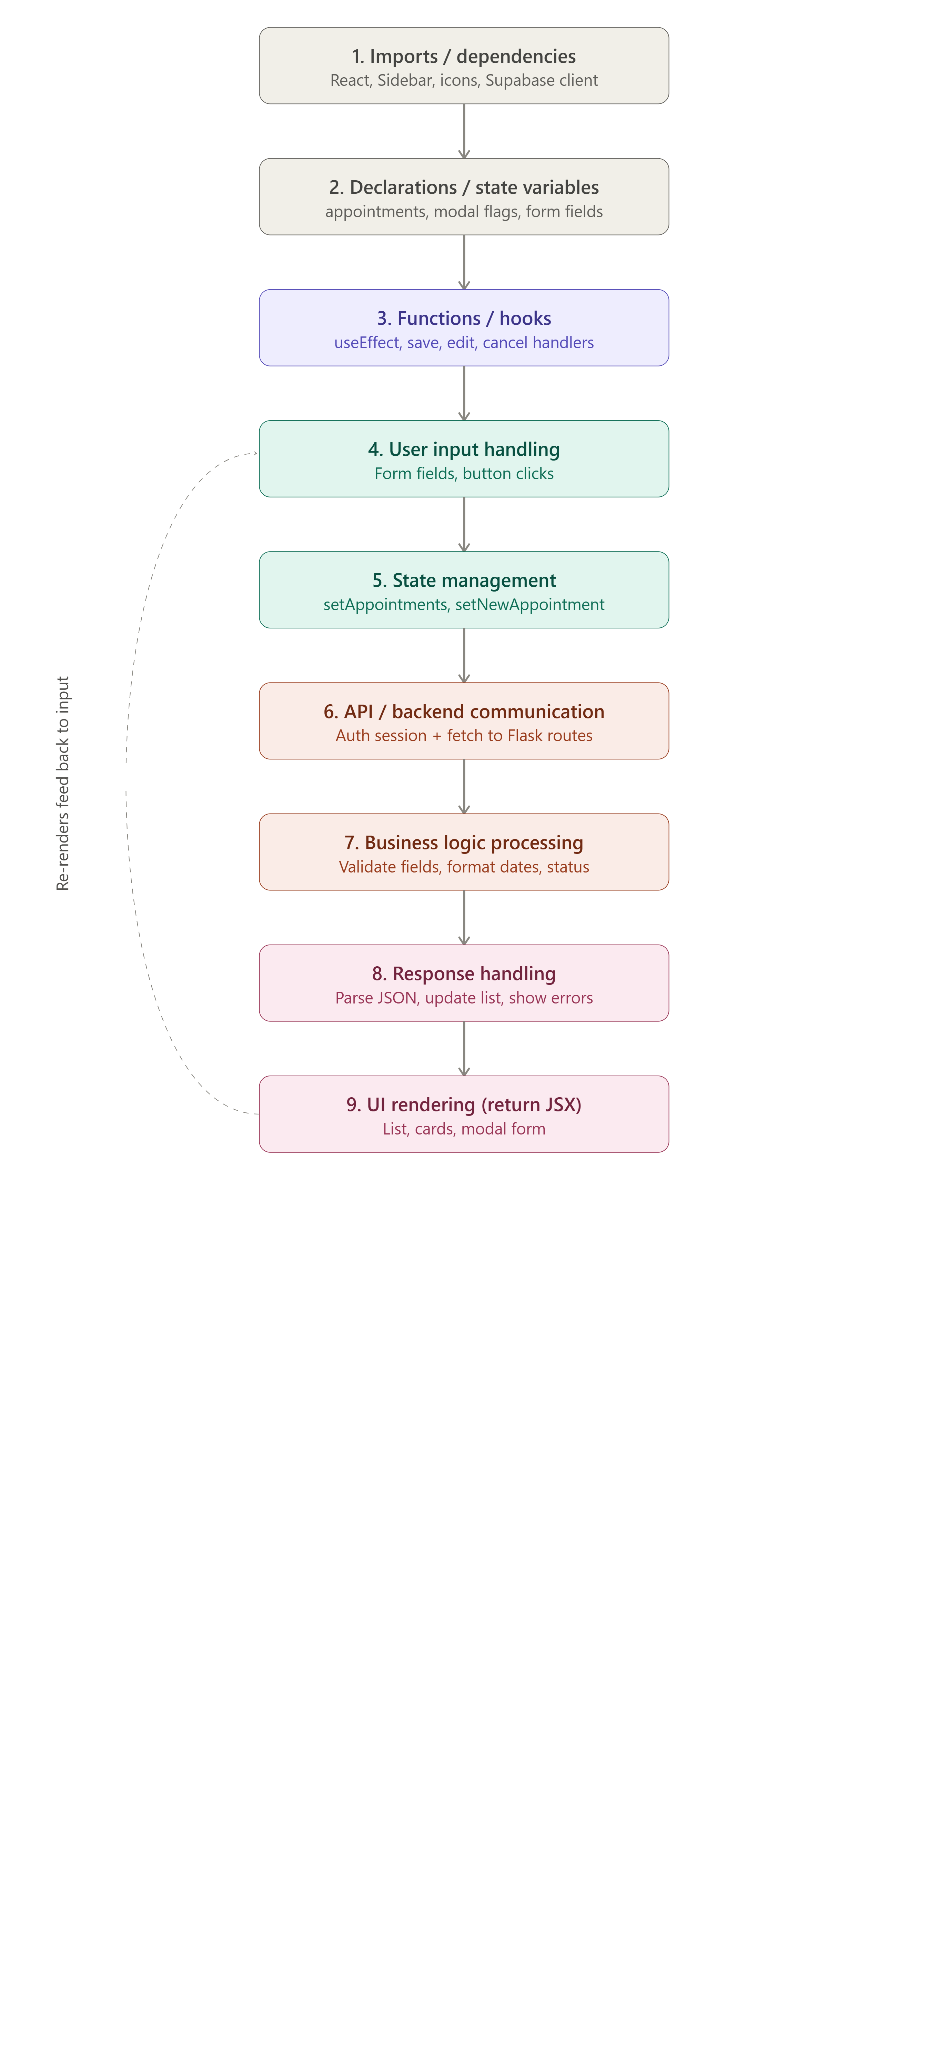 1. Imports / dependencies
React, Sidebar, icons, Supabase client
2. Declarations / state variables
appointments, modal flags, form fields
3. Functions / hooks
useEffect, save, edit, cancel handlers
4. User input handling
Form fields, button clicks
5. State management
setAppointments, setNewAppointment
6. API / backend communication
Auth session + fetch to Flask routes
7. Business logic processing
Validate fields, format dates, status
8. Response handling
Parse JSON, update list, show errors
9. UI rendering (return JSX)
List, cards, modal form
Re-renders feed back to input